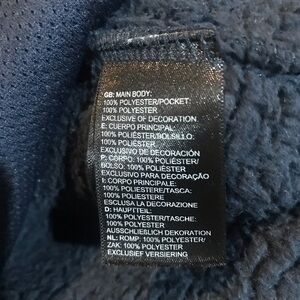 GB: MAIN BODY:
100% POLYESTER/POCKET:
100% POLYESTER
EXCLUSIVE OF DECORATION
E: CUERPO PRINCIPAL:
100% POLIÉSTER/BOLSILLO:
100% POLIÉSTER
EXCLUSIVO DE DECORACIÓN
P: CORPO: 100% POLIÉSTER/
BOLSO: 100% POLIÉSTER
EXCLUSIVO PARA DECORAÇÃO
I: CORPO PRINCIPALE:
100% POLIESTERE/TASCA:
100% POLIESTERE
ESCLUSA LA DECORAZIONE
D: HAUPTTEIL:
100% POLYESTER/TASCHE:
100% POLYESTER
AUSSCHLIEBLICH DEKORATION
NL: ROMP: 100% POLYESTER/
ZAK: 100% POLYESTER
EXCLUSIEF VERSIERING